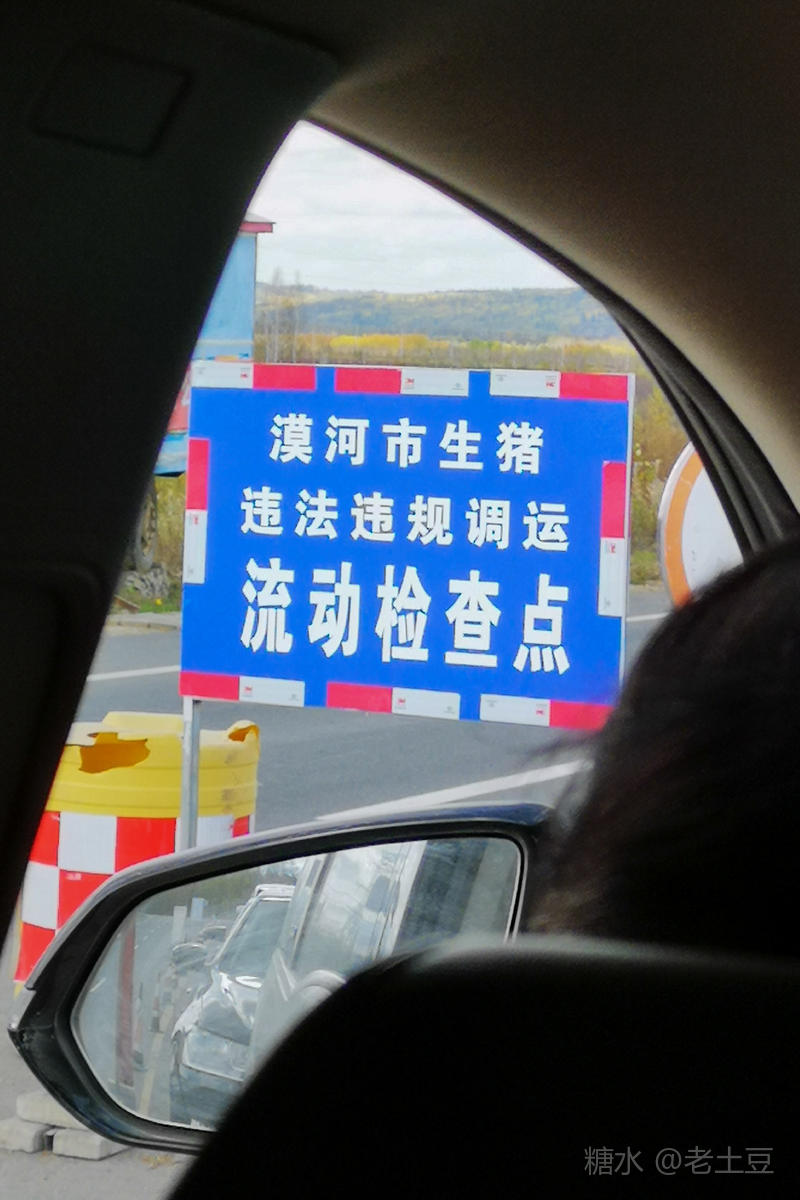 漠河市生猪
违法违规调运
流动检查点
糖水 @老土豆